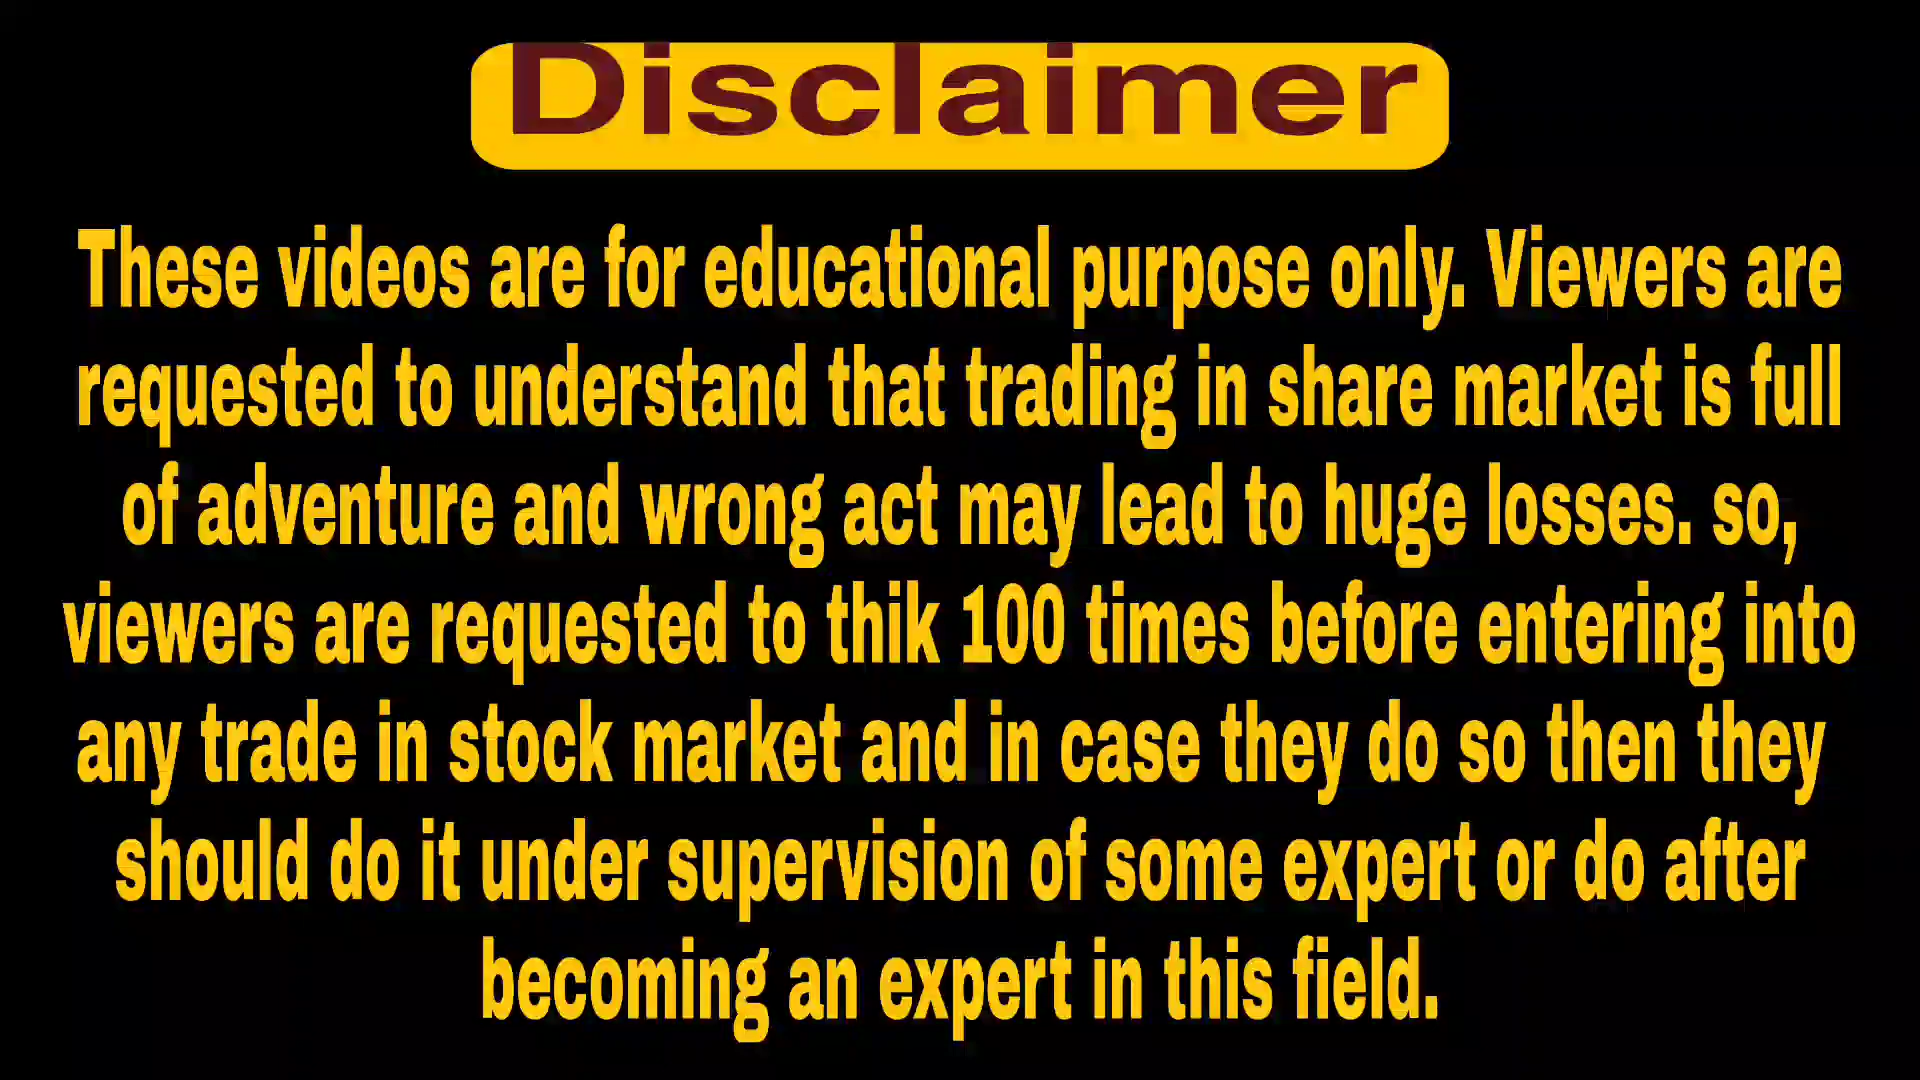 Disclaimer
These videos are for educational purpose only. Viewers are
requested to understand that trading in share market is full
of adventure and wrong act may lead to huge losses. so,
viewers are requested to thik 100 times before entering into
any trade in stock market and in case they do so then they
should do it under supervision of some expert or do after
becoming an expert in this field.